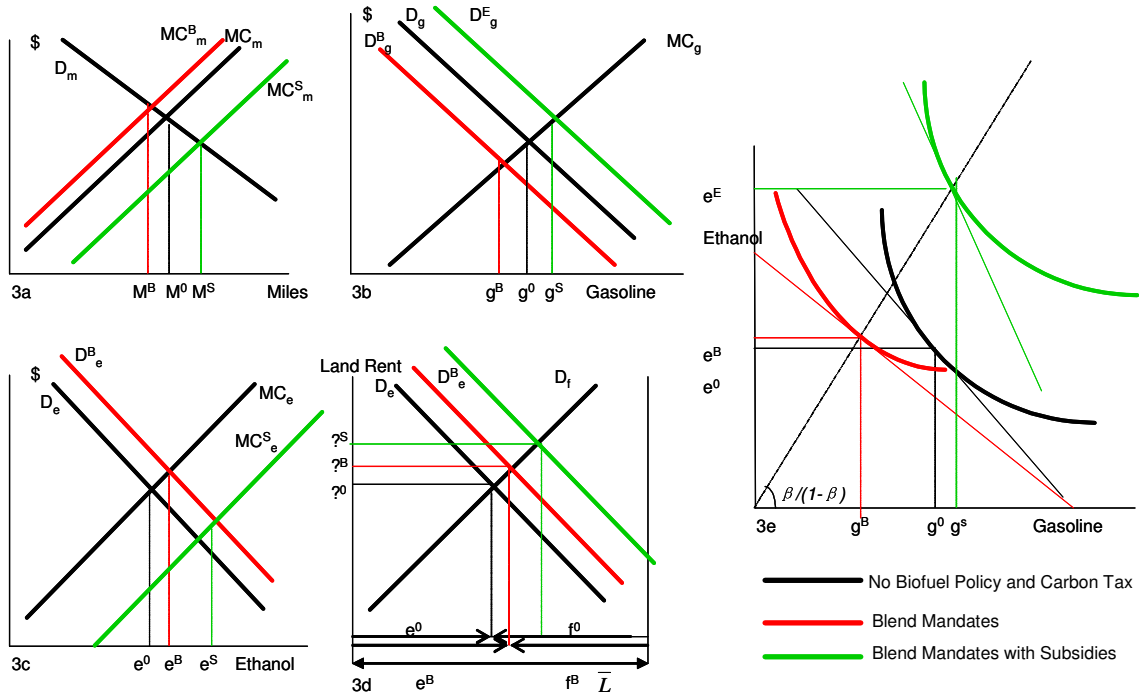 $
MC^B_m
MC_m
D_m
MC^S_m
3a
M^B
M^0
M^S
Miles
$
D_g
D^E_g
D^B_g
MC_g
3b
g^B
g^0
g^S
Gasoline
$
D^B_e
D_e
MC_e
MC^S_e
3c
e^0
e^B
e^S
Ethanol
Land Rent
D_e
D^B_e
D_f
?^S
?^B
?^0
e^0
f^0
3d
e^B
f^B
L̅
e^E
Ethanol
e^B
e^0
β/(1-β)
3e
g^B
g^0
g^S
Gasoline
No Biofuel Policy and Carbon Tax
Blend Mandates
Blend Mandates with Subsidies